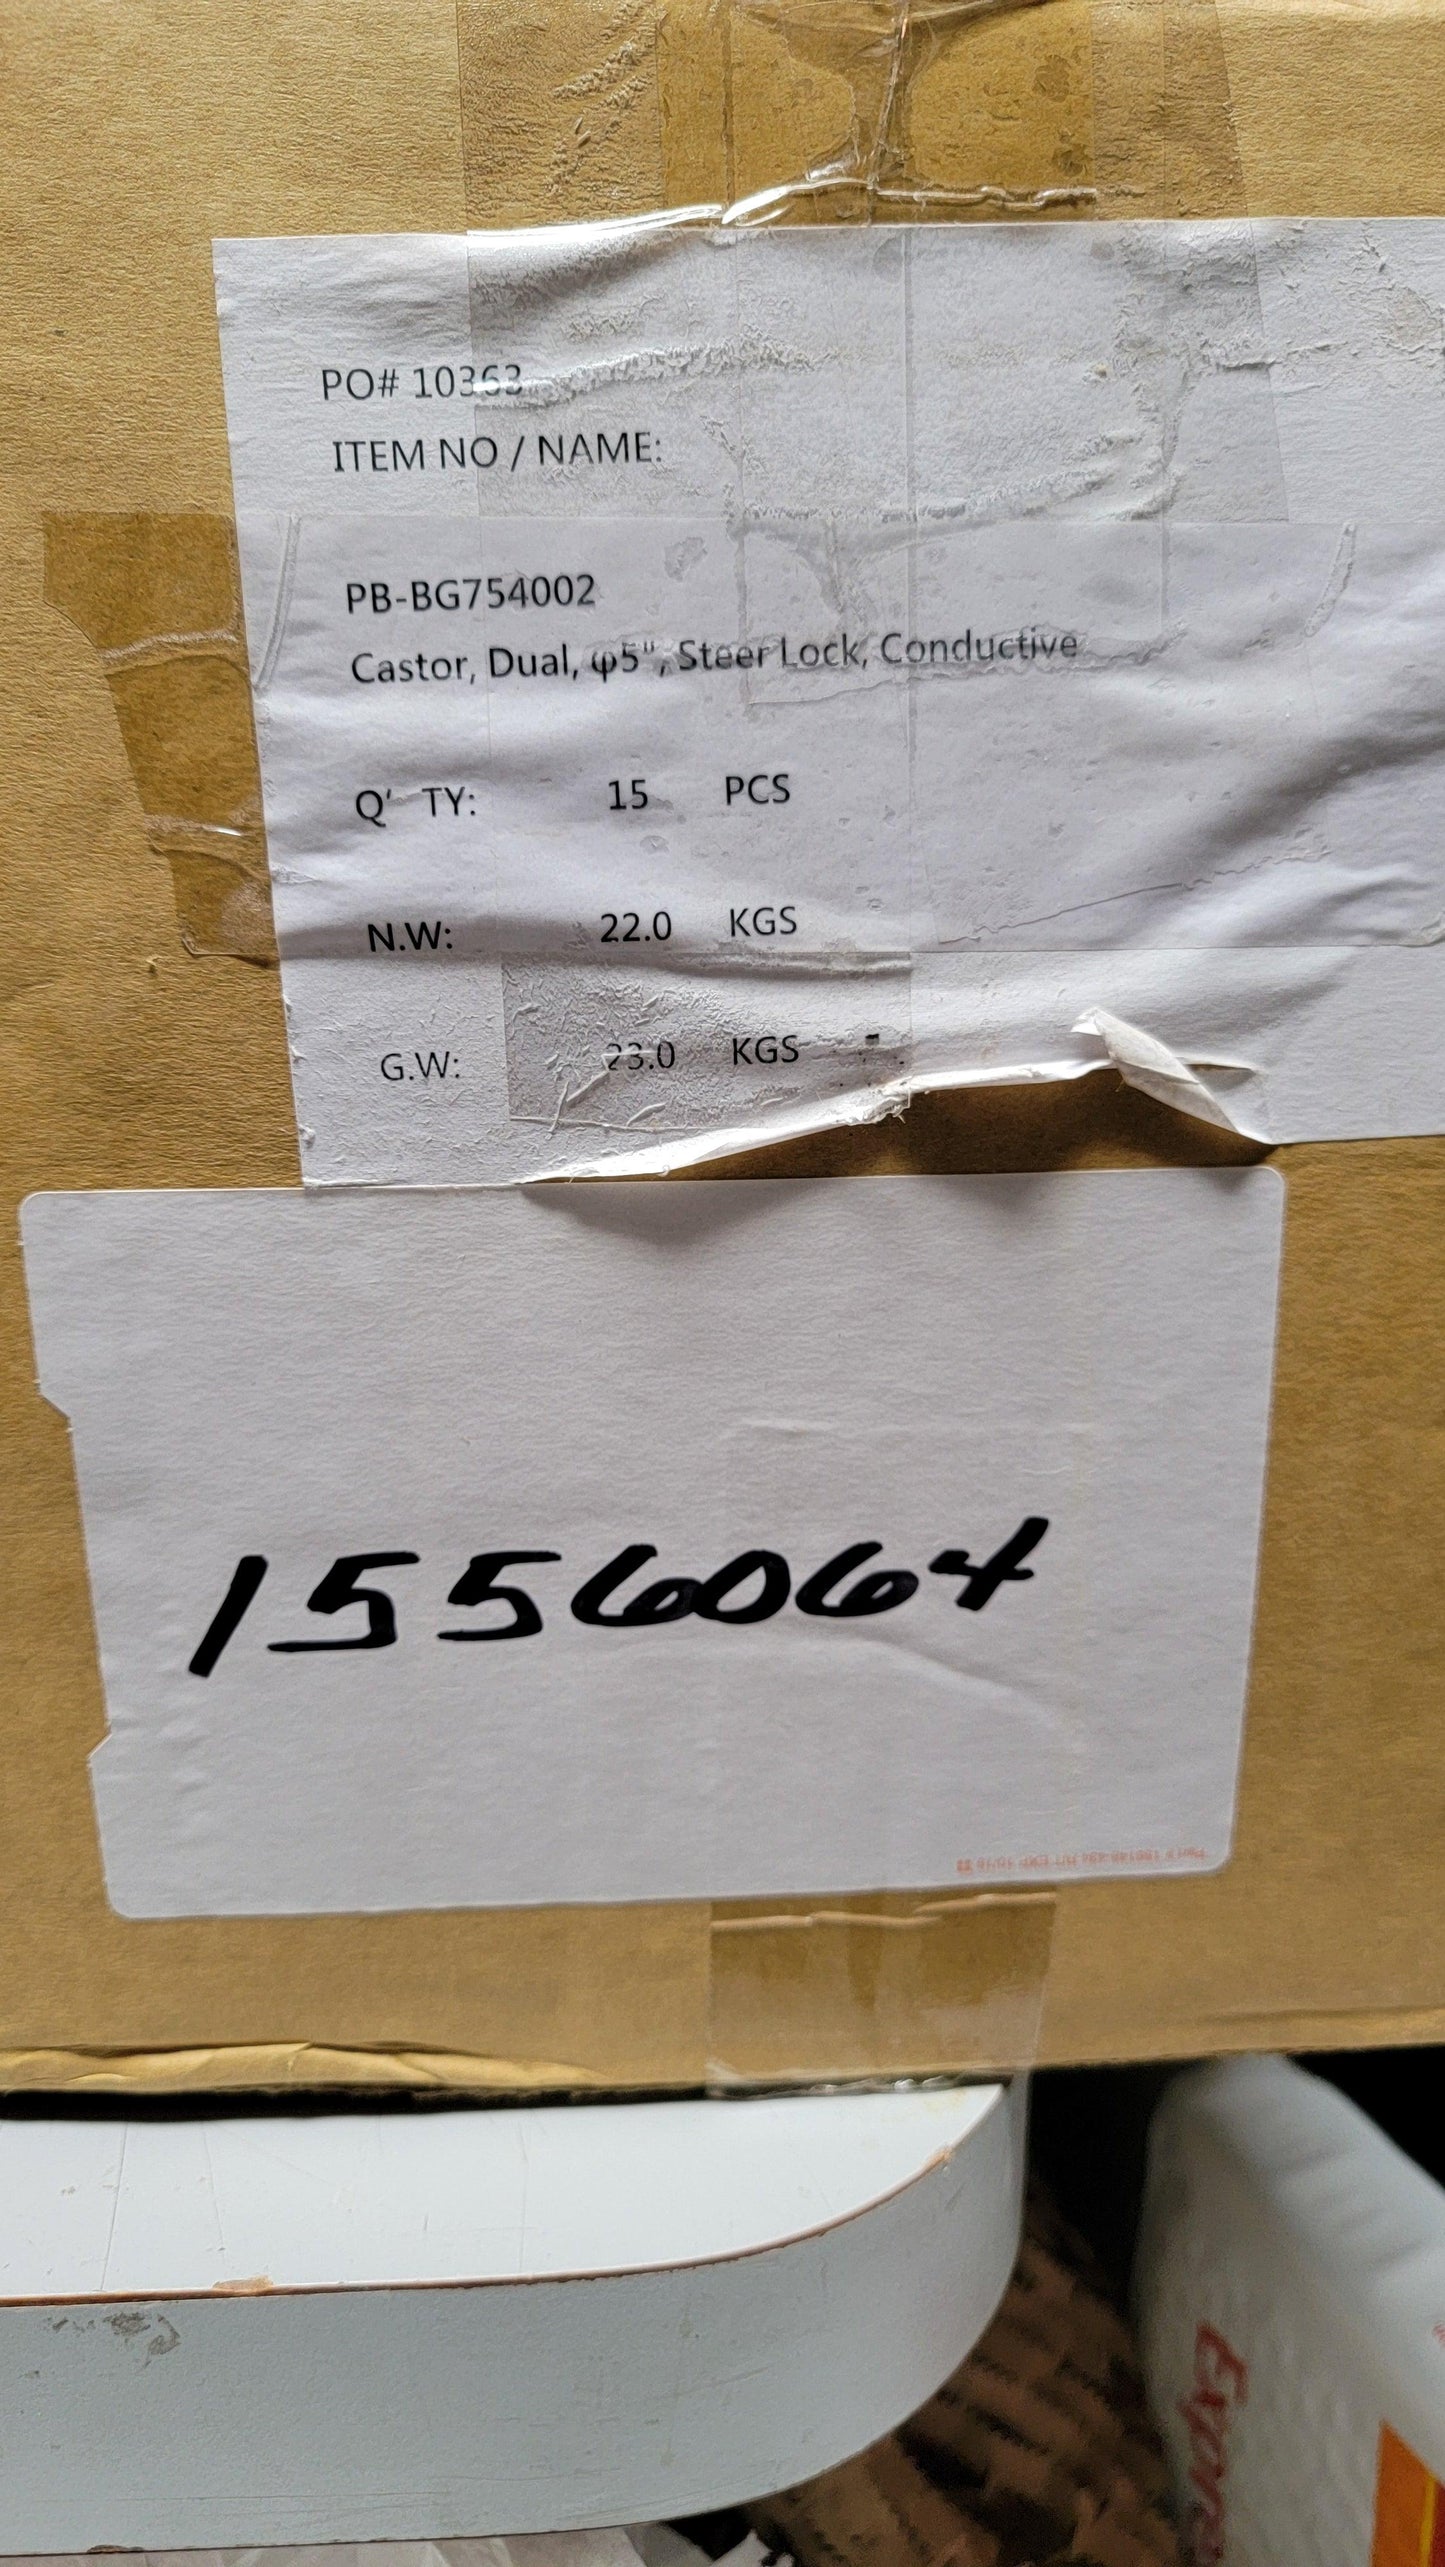 PO# 10363
ITEM NO / NAME:
PB-BG754002
Castor, Dual, φ5", Steer Lock, Conductive
Q' TY: 15 PCS
N.W: 22.0 KGS
G.W: 23.0 KGS
1556064